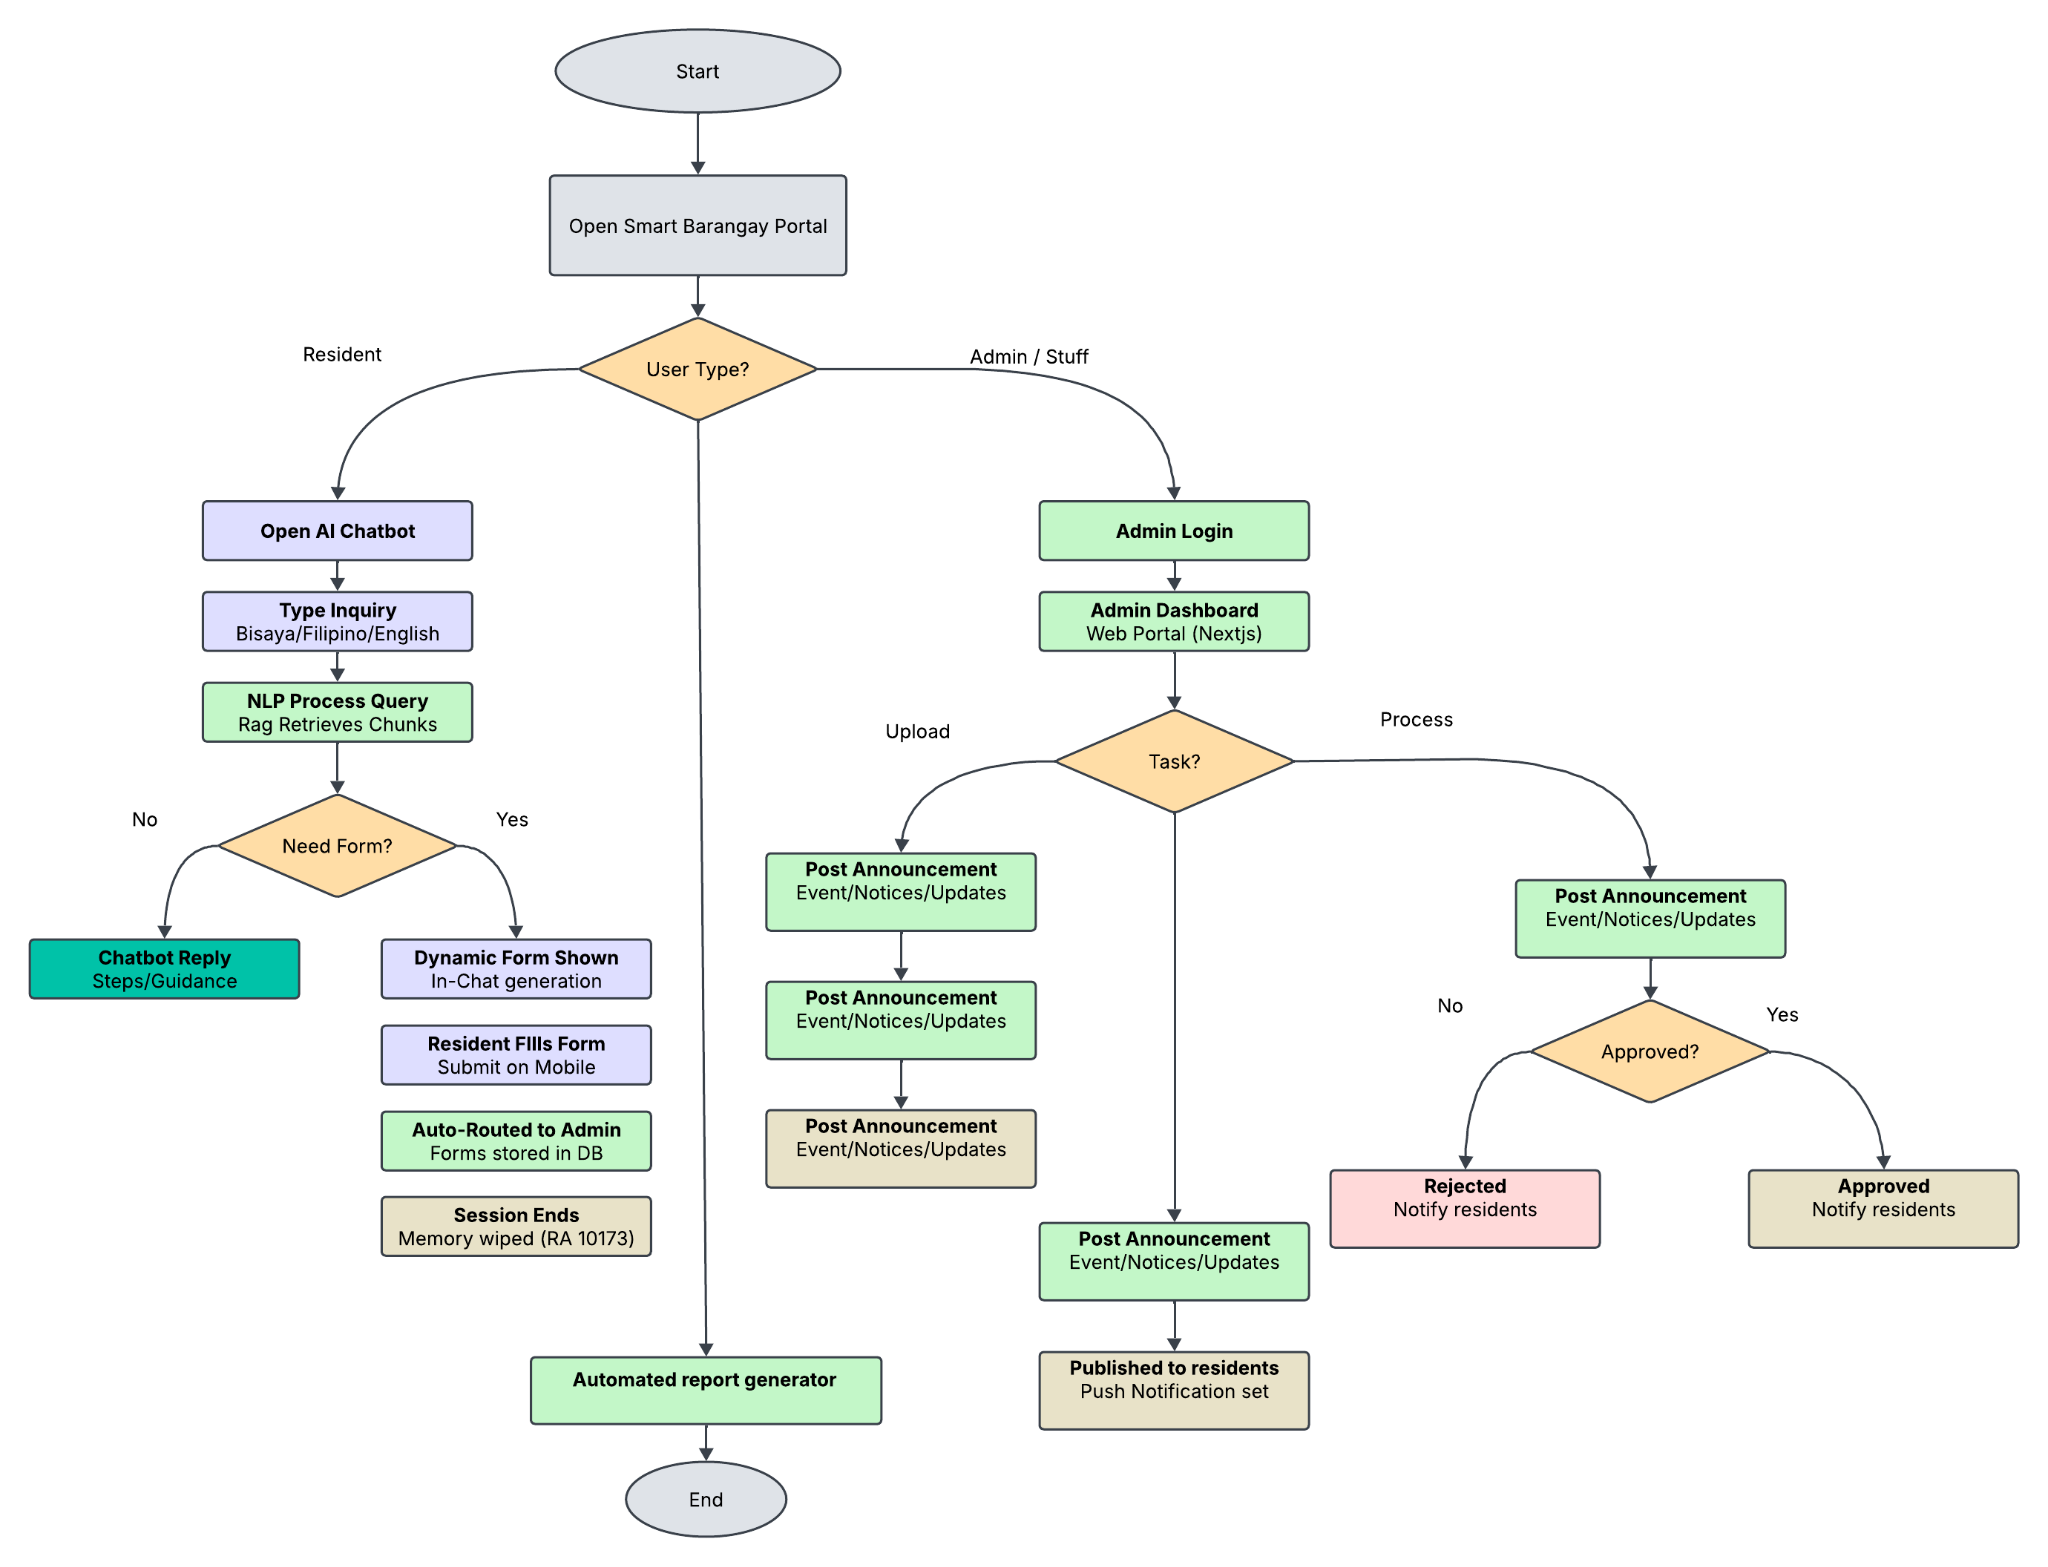 Start
Open Smart Barangay Portal
User Type?
Resident
Admin / Stuff
Open AI Chatbot
Type Inquiry
Bisaya/Filipino/English
NLP Process Query
Rag Retrieves Chunks
Need Form?
No
Yes
Chatbot Reply
Steps/Guidance
Dynamic Form Shown
In-Chat generation
Resident FIlls Form
Submit on Mobile
Auto-Routed to Admin
Forms stored in DB
Session Ends
Memory wiped (RA 10173)
Automated report generator
End
Admin Login
Admin Dashboard
Web Portal (Nextjs)
Task?
Upload
Process
Post Announcement
Event/Notices/Updates
Post Announcement
Event/Notices/Updates
Post Announcement
Event/Notices/Updates
Post Announcement
Event/Notices/Updates
Published to residents
Push Notification set
Post Announcement
Event/Notices/Updates
Approved?
No
Yes
Rejected
Notify residents
Approved
Notify residents